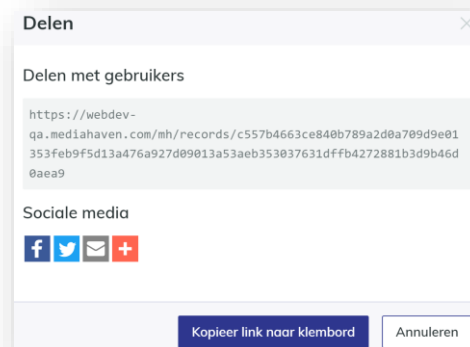 Delen
Delen met gebruikers
https://webdev-
qa.mediahaven.com/mh/records/c557b4663ce840b789a2d0a709d9e01
353feb9f5d13a476a927d09013a53aeb353037631dffb4272881b3d9b46d
0aea9
Sociale media
Kopieer link naar klembord
Annuleren